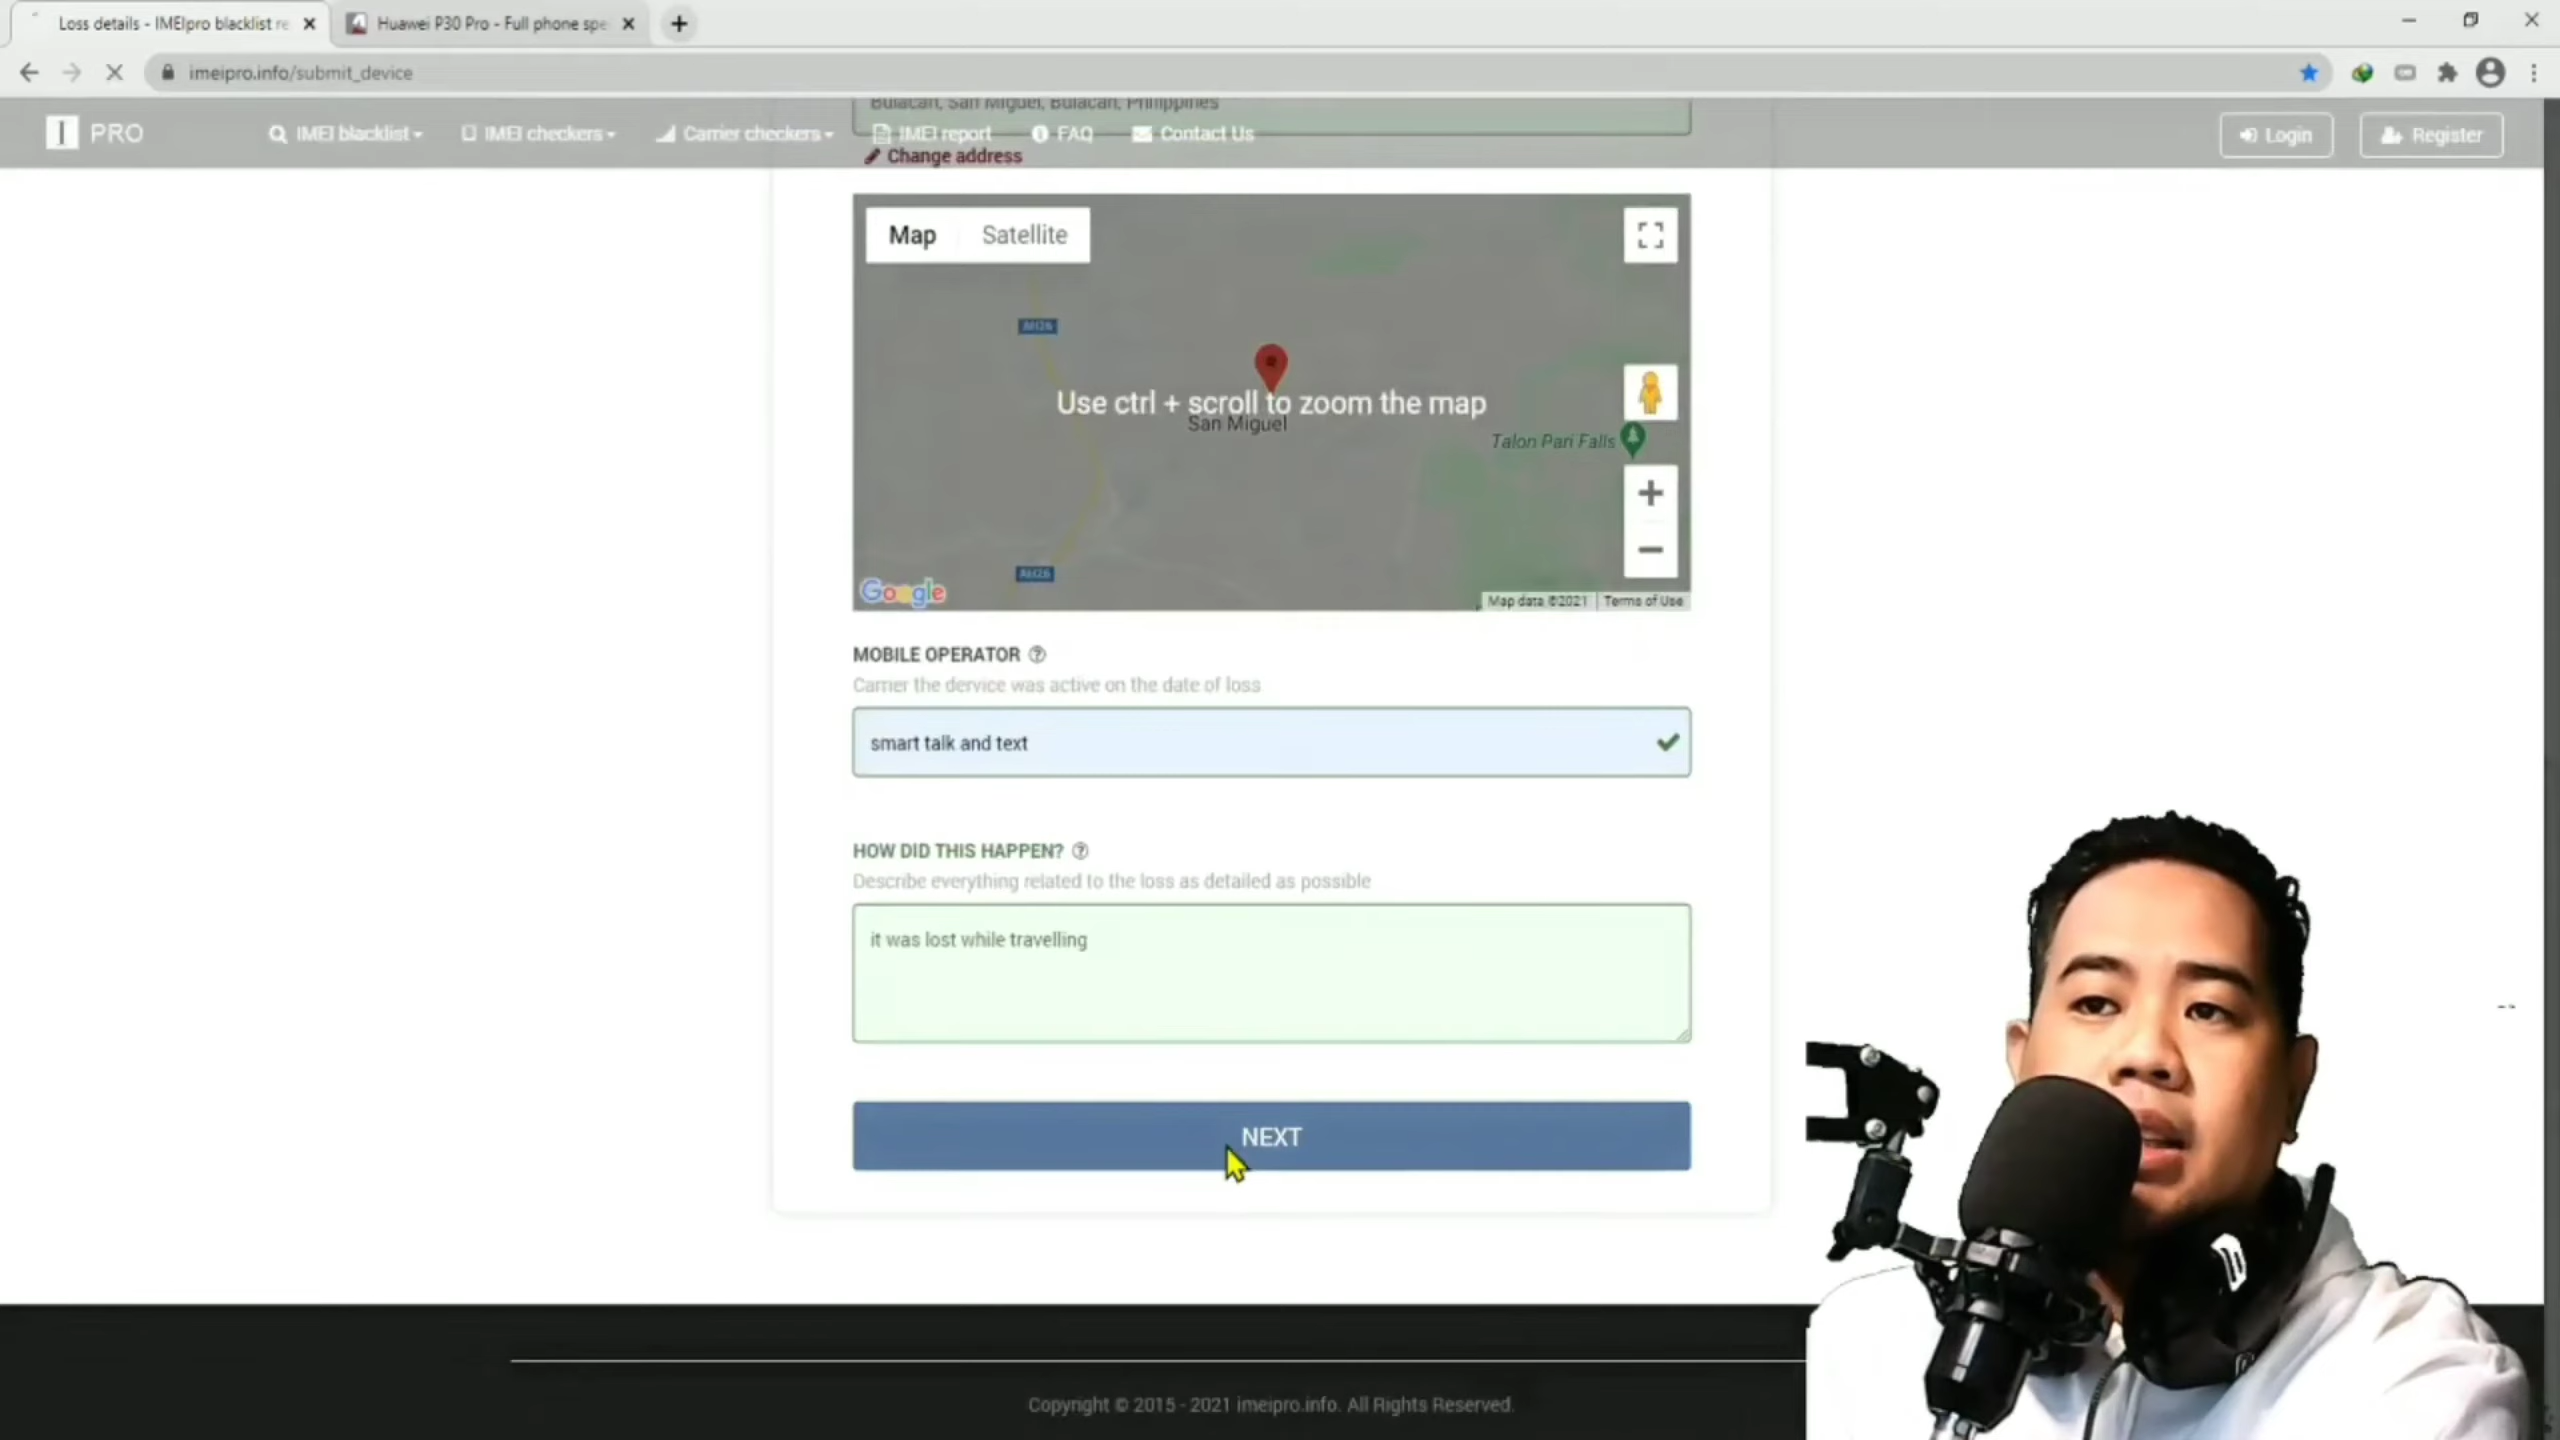 Loss details - IMEIpro blacklist re
Huawei P30 Pro - Full phone spe
imeipro.info/submit_device
Bulacan, San Miguel, Bulacan, Philippines
I PRO
IMEI blacklist
IMEI checkers
Carrier checkers
IMEI report
FAQ
Contact Us
Login
Register
Change address
Map
Satellite
AH26
Use ctrl + scroll to zoom the map
San Miguel
Talon Pari Falls
AH26
Google
Map data ©2021
Terms of Use
MOBILE OPERATOR
Carrier the dervice was active on the date of loss
smart talk and text
HOW DID THIS HAPPEN?
Describe everything related to the loss as detailed as possible
it was lost while travelling
NEXT
Copyright © 2015 - 2021 imeipro.info. All Rights Reserved.